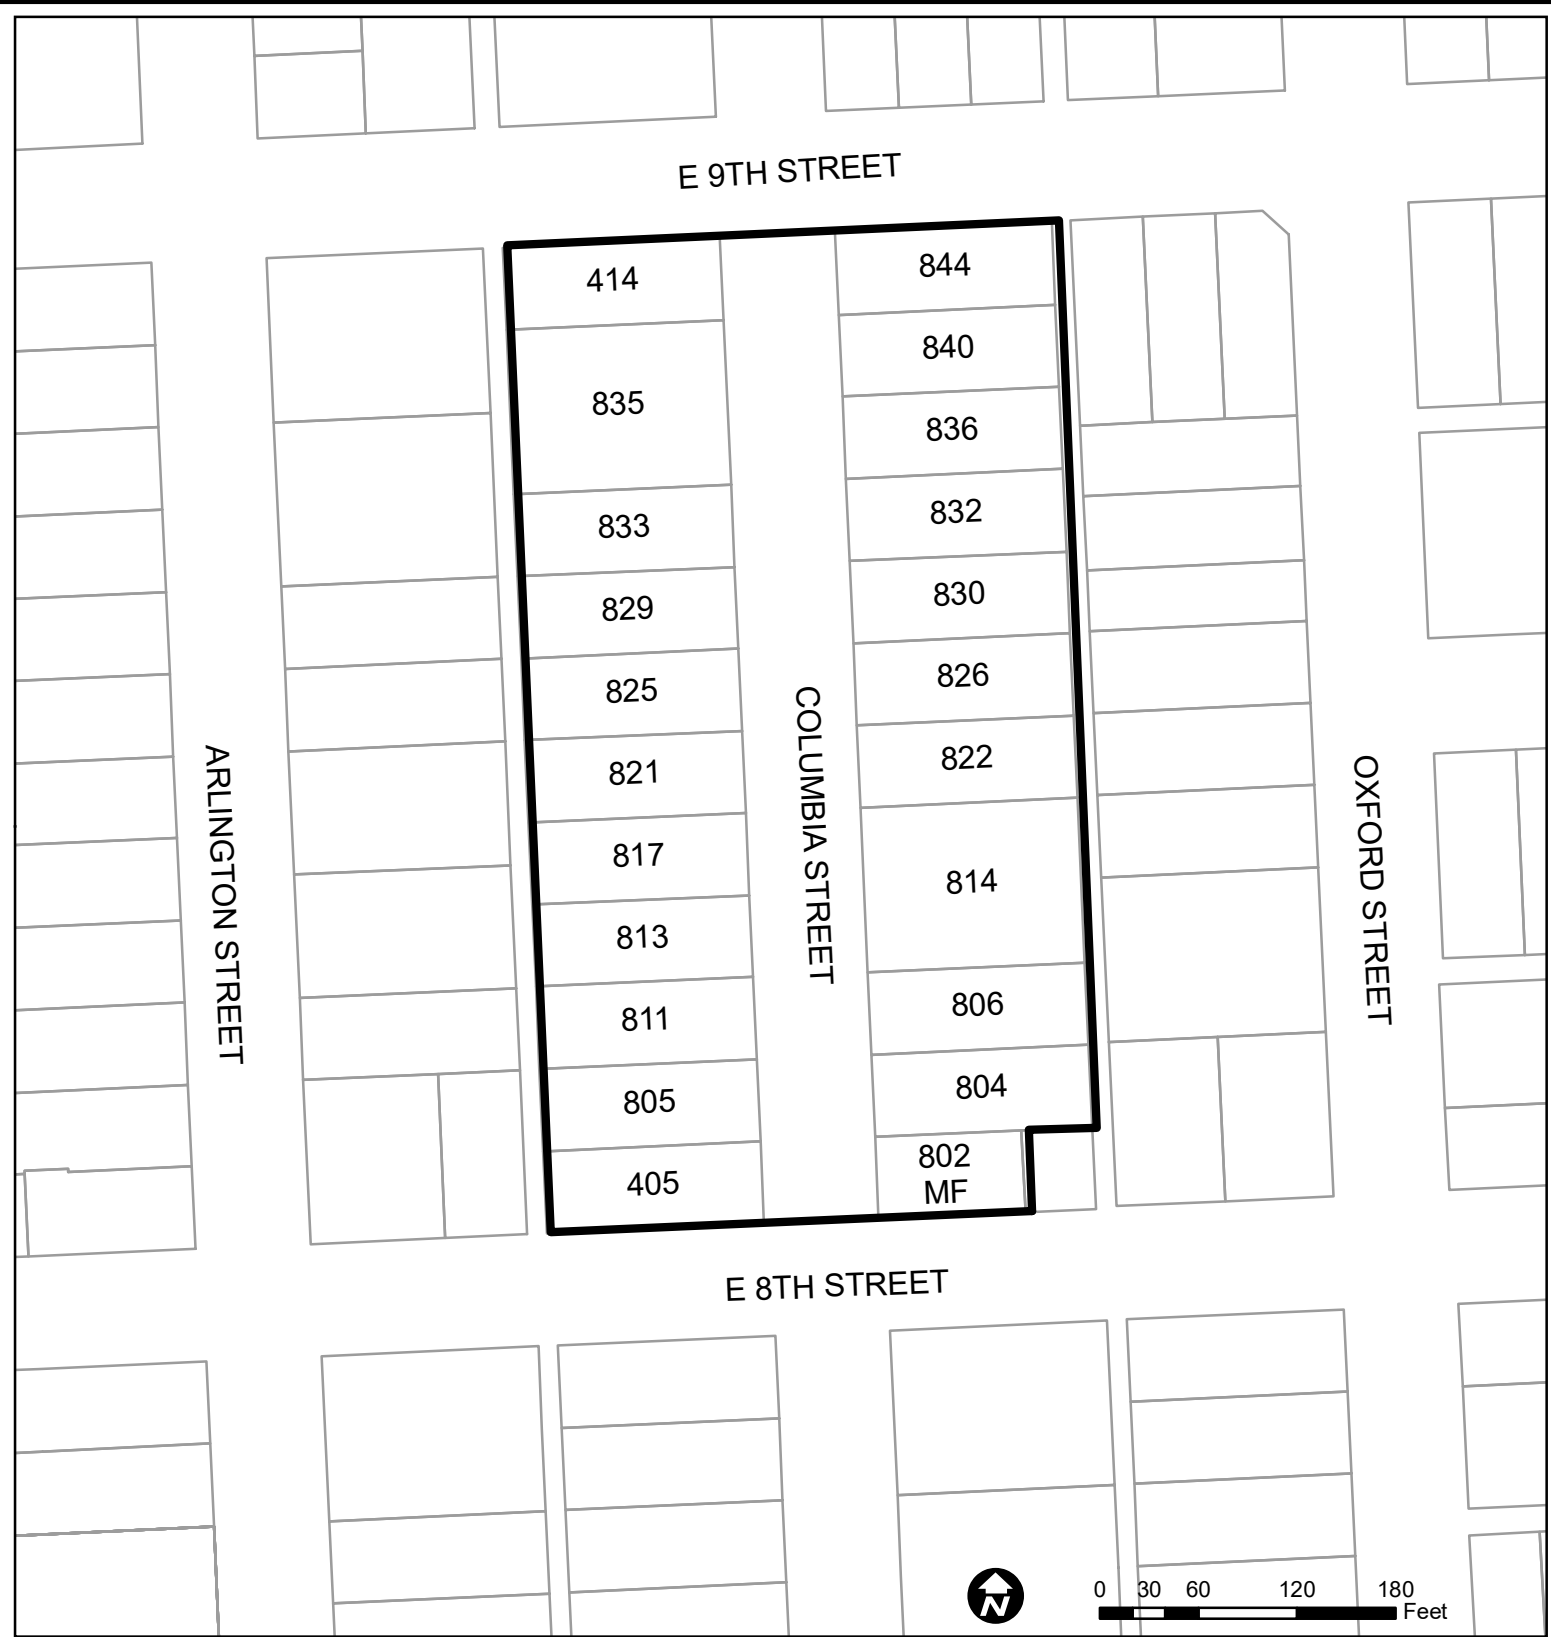 E 9TH STREET
414
844
835
840
836
833
832
829
830
825
826
821
822
817
814
813
811
806
805
804
405
802
MF
COLUMBIA STREET
ARLINGTON STREET
OXFORD STREET
E 8TH STREET
N
0 30 60 120 180
Feet